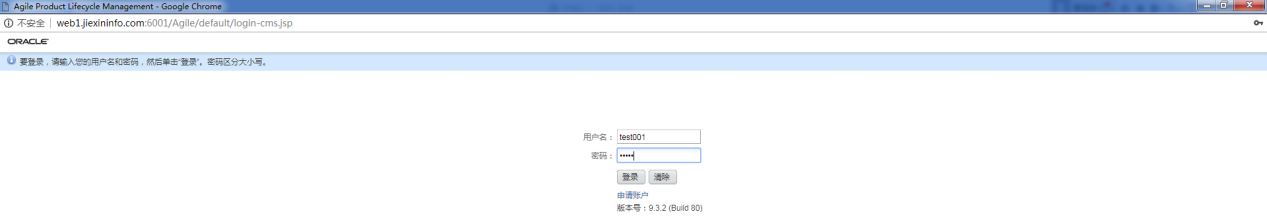 Agile Product Lifecycle Management - Google Chrome
不安全 | web1.jiexininfo.com:6001/Agile/default/login-cms.jsp
ORACLE
要登录，请输入您的用户名和密码，然后单击“登录”。密码区分大小写。
用户名： test001
密码： •••••
登录 清除
申请账户
版本号：9.3.2 (Build 80)